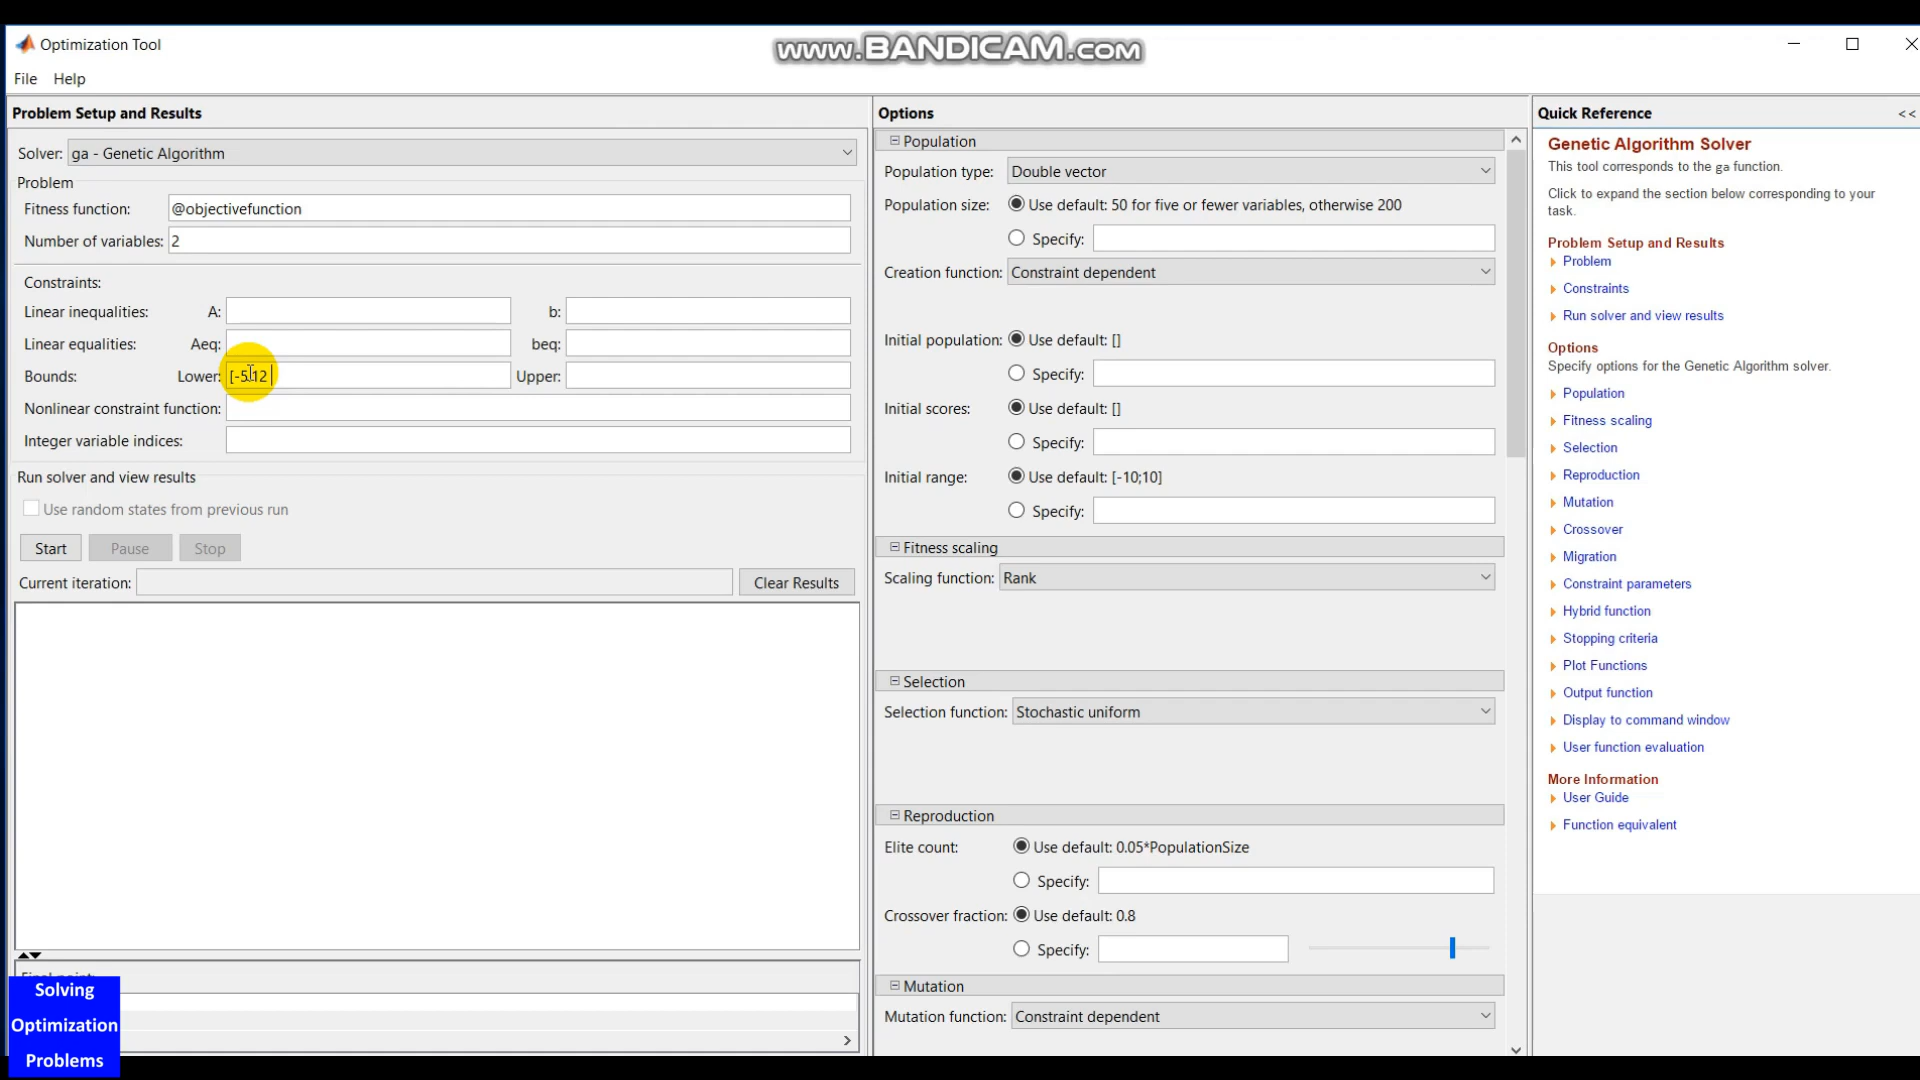 Optimization Tool
www.BANDICAM.com
File Help
Problem Setup and Results
Solver: ga - Genetic Algorithm
Problem
Fitness function: @objectivefunction
Number of variables: 2
Constraints:
Linear inequalities: A: b:
Linear equalities: Aeq: beq:
Bounds: Lower: [-5.12 Upper:
Nonlinear constraint function:
Integer variable indices:
Run solver and view results
Use random states from previous run
Start Pause Stop
Current iteration: Clear Results
Solving
Optimization
Problems
Options
Population
Population type: Double vector
Population size: Use default: 50 for five or fewer variables, otherwise 200
Specify:
Creation function: Constraint dependent
Initial population: Use default: []
Specify:
Initial scores: Use default: []
Specify:
Initial range: Use default: [-10;10]
Specify:
Fitness scaling
Scaling function: Rank
Selection
Selection function: Stochastic uniform
Reproduction
Elite count: Use default: 0.05*PopulationSize
Specify:
Crossover fraction: Use default: 0.8
Specify:
Mutation
Mutation function: Constraint dependent
Quick Reference <<
Genetic Algorithm Solver
This tool corresponds to the ga function.
Click to expand the section below corresponding to your
task.
Problem Setup and Results
Problem
Constraints
Run solver and view results
Options
Specify options for the Genetic Algorithm solver.
Population
Fitness scaling
Selection
Reproduction
Mutation
Crossover
Migration
Constraint parameters
Hybrid function
Stopping criteria
Plot Functions
Output function
Display to command window
User function evaluation
More Information
User Guide
Function equivalent